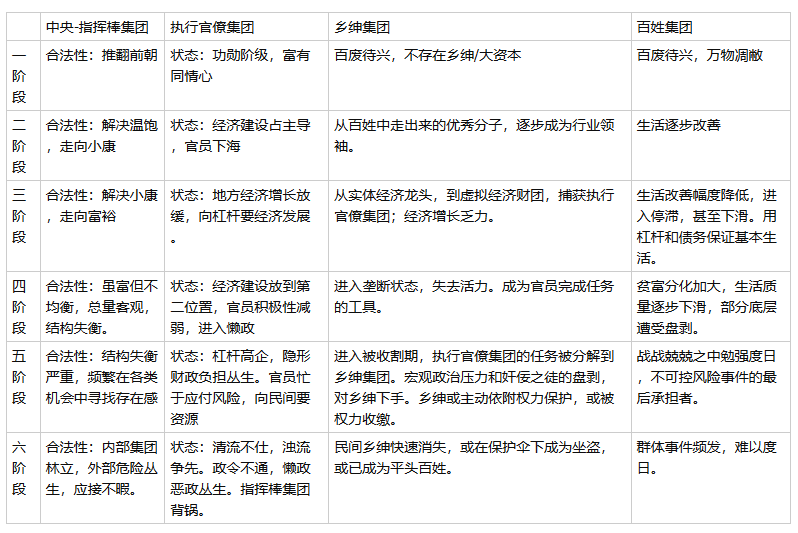 中央-指挥棒集团
执行官僚集团
乡绅集团
百姓集团
一
阶
段
合法性：推翻前朝
状态：功勋阶级，富有
同情心
百废待兴，不存在乡绅/大资本
百废待兴，万物凋敝
二
阶
段
合法性：解决温饱
，走向小康
状态：经济建设占主导
，官员下海
从百姓中走出来的优秀分子，逐步成为行业领
袖。
生活逐步改善
三
阶
段
合法性：解决小康
，走向富裕
状态：地方经济增长放
缓，向杠杆要经济发展
。
从实体经济龙头，到虚拟经济财团，捕获执行
官僚集团；经济增长乏力。
生活改善幅度降低，进
入停滞，甚至下滑。用
杠杆和债务保证基本生
活。
四
阶
段
合法性：虽富但不
均衡，总量客观，
结构失衡。
状态：经济建设放到第
二位置，官员积极性减
弱，进入懒政
进入垄断状态，失去活力。成为官员完成任务
的工具。
贫富分化加大，生活质
量逐步下滑，部分底层
遭受盘剥。
五
阶
段
合法性：结构失衡
严重，频繁在各类
机会中寻找存在感
状态：杠杆高企，隐形
财政负担丛生。官员忙
于应付风险，向民间要
资源
进入被收割期，执行官僚集团的任务被分解到
乡绅集团。宏观政治压力和奸佞之徒的盘剥，
对乡绅下手。乡绅或主动依附权力保护，或被
权力收缴。
战战兢兢之中勉强度日
，不可控风险事件的最
后承担者。
六
阶
段
合法性：内部集团
林立，外部危险丛
生，应接不暇。
状态：清流不仕，浊流
争先。政令不通，懒政
恶政丛生。指挥棒集团
背锅。
民间乡绅快速消失，或在保护伞下成为坐盗，
或已成为平头百姓。
群体事件频发，难以度
日。